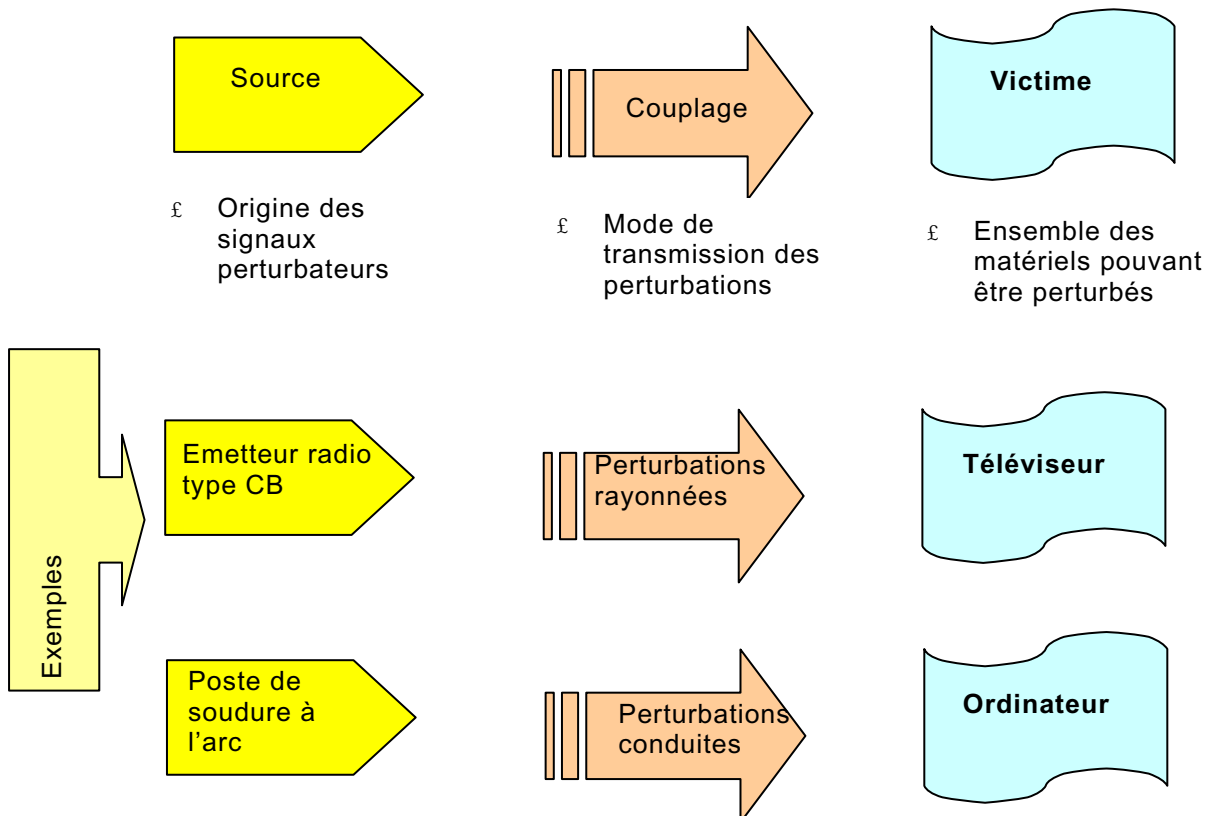 Source
Couplage
Victime
£ Origine des
signaux
perturbateurs
£ Mode de
transmission des
perturbations
£ Ensemble des
matériels pouvant
être perturbés
Exemples
Emetteur radio
type CB
Perturbations
rayonnées
Téléviseur
Poste de
soudure à
l'arc
Perturbations
conduites
Ordinateur